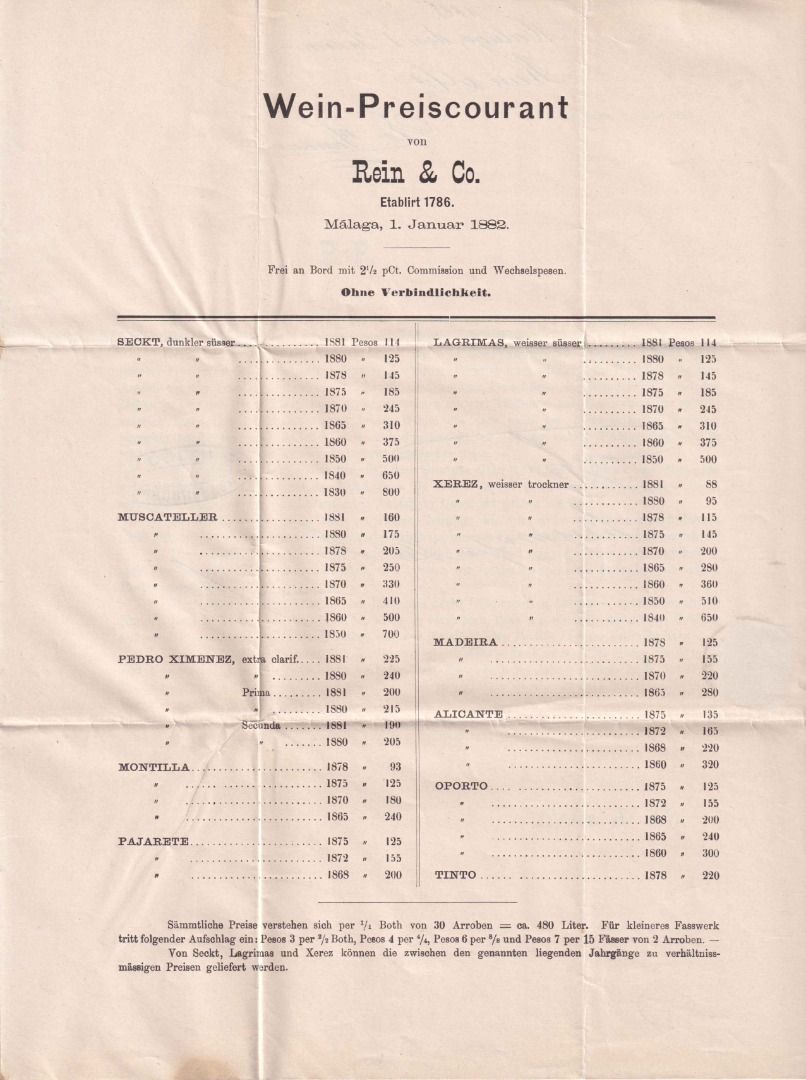 Wein-Preiscourant
von
Rein & Co.
Etablirt 1786.
Málaga, 1. Januar 1882.
Frei an Bord mit 2 1/2 pCt. Commission und Wechselspesen.
Ohne Verbindlichkeit.
SECKT, dunkler süsser.............. 1881 Pesos 114
" " .............. 1880 " 125
" " .............. 1878 " 145
" " .............. 1875 " 185
" " .............. 1870 " 245
" " .............. 1865 " 310
" " .............. 1860 " 375
" " .............. 1850 " 500
" " .............. 1840 " 650
" " .............. 1830 " 800
MUSCATELLER ................ 1881 " 160
" .................... 1880 " 175
" .................... 1878 " 205
" .................... 1875 " 250
" .................... 1870 " 330
" .................... 1865 " 410
" .................... 1860 " 500
" .................... 1850 " 700
PEDRO XIMENEZ, extra clarif..... 1881 " 225
" " ......... 1880 " 240
" Prima ......... 1881 " 200
" " ......... 1880 " 215
" Secunda ....... 1881 " 190
" " ....... 1880 " 205
MONTILLA..................... 1878 " 93
" ...................... 1875 " 125
" ...................... 1870 " 180
" ...................... 1865 " 240
PAJARETE..................... 1875 " 125
" ..................... 1872 " 155
" ..................... 1868 " 200
LAGRIMAS, weisser süsser .......... 1881 Pesos 114
" " .......... 1880 " 125
" " .......... 1878 " 145
" " .......... 1875 " 185
" " .......... 1870 " 245
" " .......... 1865 " 310
" " .......... 1860 " 375
" " .......... 1850 " 500
XEREZ, weisser trockner ............ 1881 " 88
" " ............ 1880 " 95
" " ............ 1878 " 115
" " ............ 1875 " 145
" " ............ 1870 " 200
" " ............ 1865 " 280
" " ............ 1860 " 360
" " ............ 1850 " 510
" " ............ 1840 " 650
MADEIRA ...................... 1878 " 125
" ....................... 1875 " 155
" ....................... 1870 " 220
" ....................... 1865 " 280
ALICANTE ..................... 1875 " 135
" ..................... 1872 " 165
" ..................... 1868 " 220
" ..................... 1860 " 320
OPORTO....................... 1875 " 125
" ....................... 1872 " 155
" ....................... 1868 " 200
" ....................... 1865 " 240
" ....................... 1860 " 300
TINTO ........................ 1878 " 220
Sämmtliche Preise verstehen sich per 1/1 Both von 30 Arroben = ca. 480 Liter. Für kleineres Fasswerk
tritt folgender Aufschlag ein: Pesos 3 per 2/2 Both, Pesos 4 per 4/4, Pesos 6 per 8/8 und Pesos 7 per 15 Fässer von 2 Arroben. —
Von Seckt, Lagrimas und Xerez können die zwischen den genannten liegenden Jahrgänge zu verhältniss-
mässigen Preisen geliefert werden.